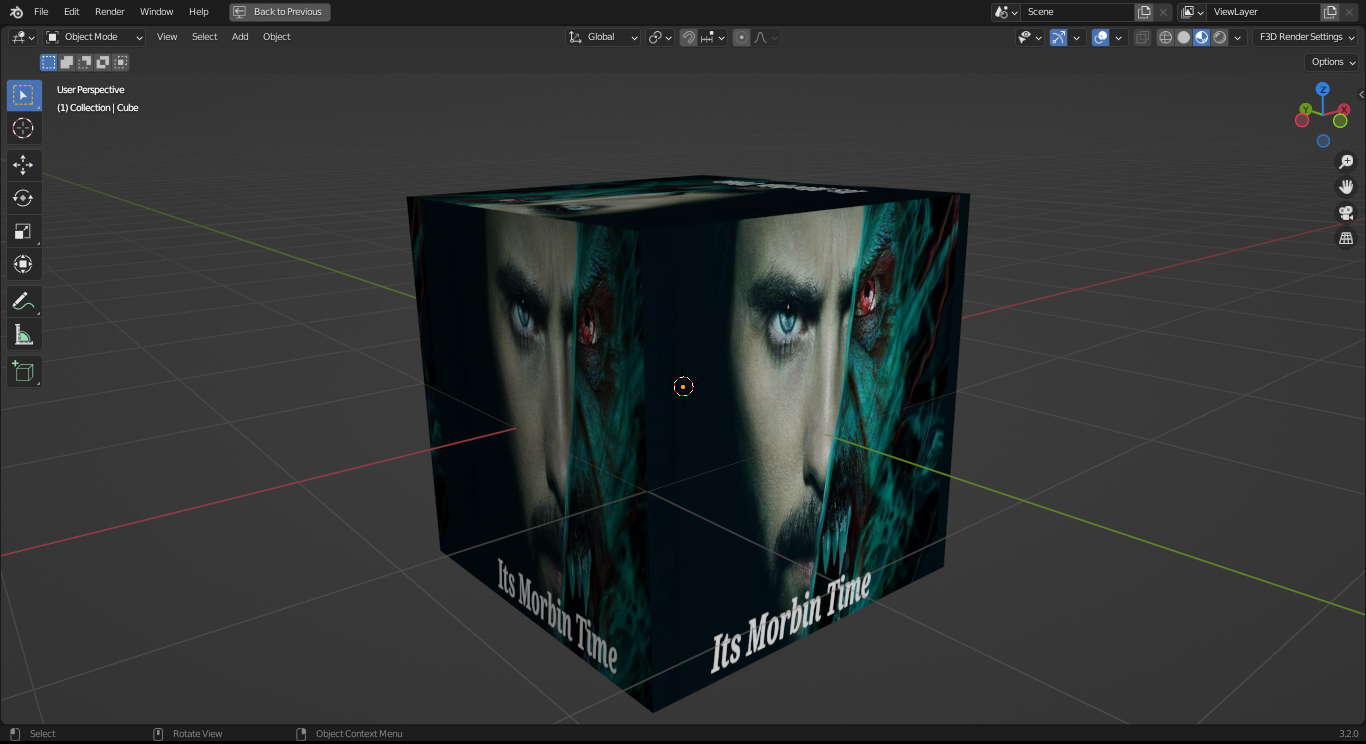 File Edit Render Window Help Back to Previous Scene ViewLayer
Object Mode View Select Add Object Global F3D Render Settings
Options
User Perspective
(1) Collection | Cube
Z
Y X
Its Morbin Time
Its Morbin Time
Select Rotate View Object Context Menu 3.2.0